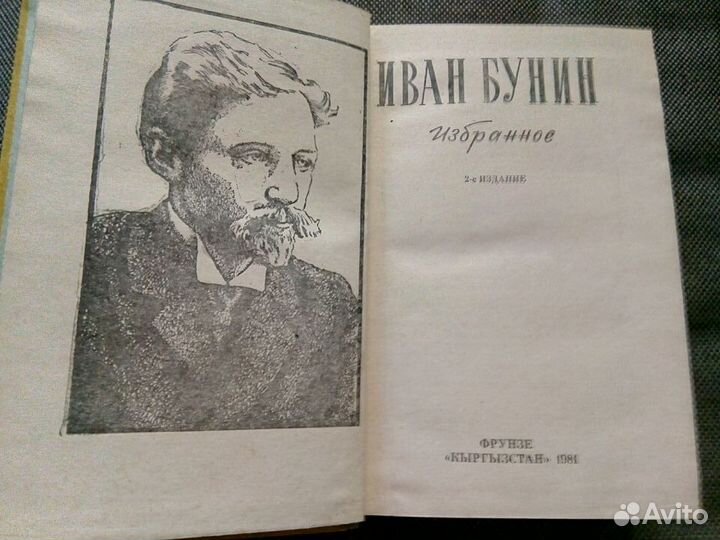 ИВАН БУНИН
Избранное
2-е ИЗДАНИЕ
ФРУНЗЕ
«КЫРГЫЗСТАН» 1981
Avito